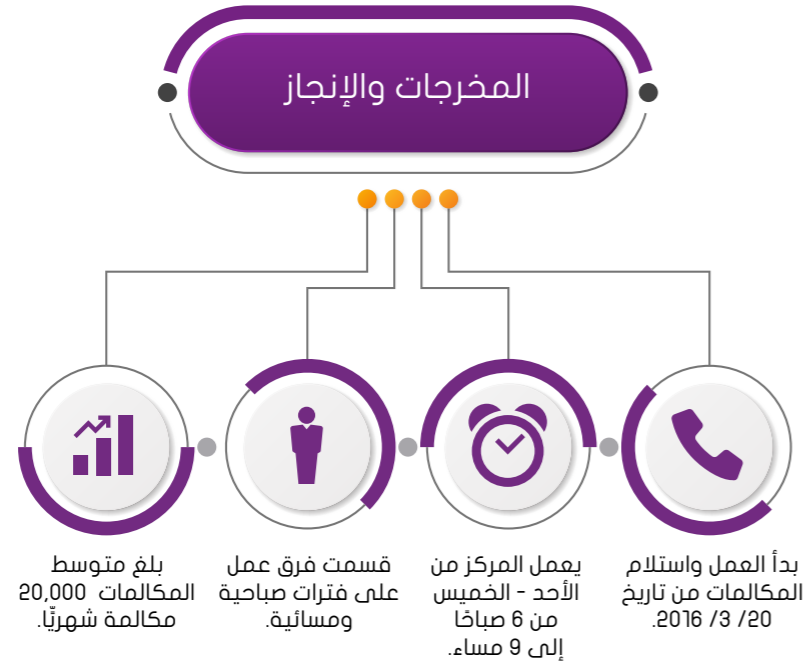 المخرجات والإنجاز
بدأ العمل واستلام
المكالمات من تاريخ
20/ 3/ 2016.
يعمل المركز من
الأحد - الخميس
من 6 صباحًا
إلى 9 مساء.
قسمت فرق عمل
على فترات صباحية
ومسائية.
بلغ متوسط
المكالمات 20,000
مكالمة شهريًّا.